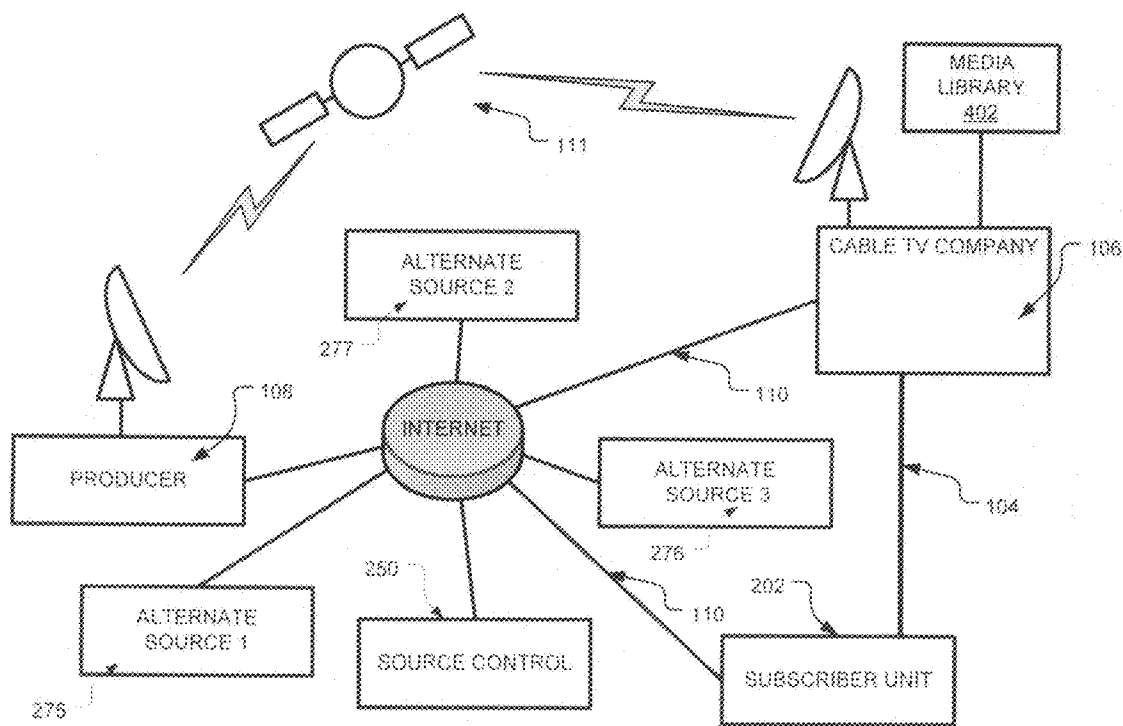 MEDIA
LIBRARY
402
111
CABLE TV COMPANY
106
ALTERNATE
SOURCE 2
277
110
108
INTERNET
PRODUCER
ALTERNATE
SOURCE 3
276
104
250
202
110
ALTERNATE
SOURCE 1
275
SOURCE CONTROL
SUBSCRIBER UNIT